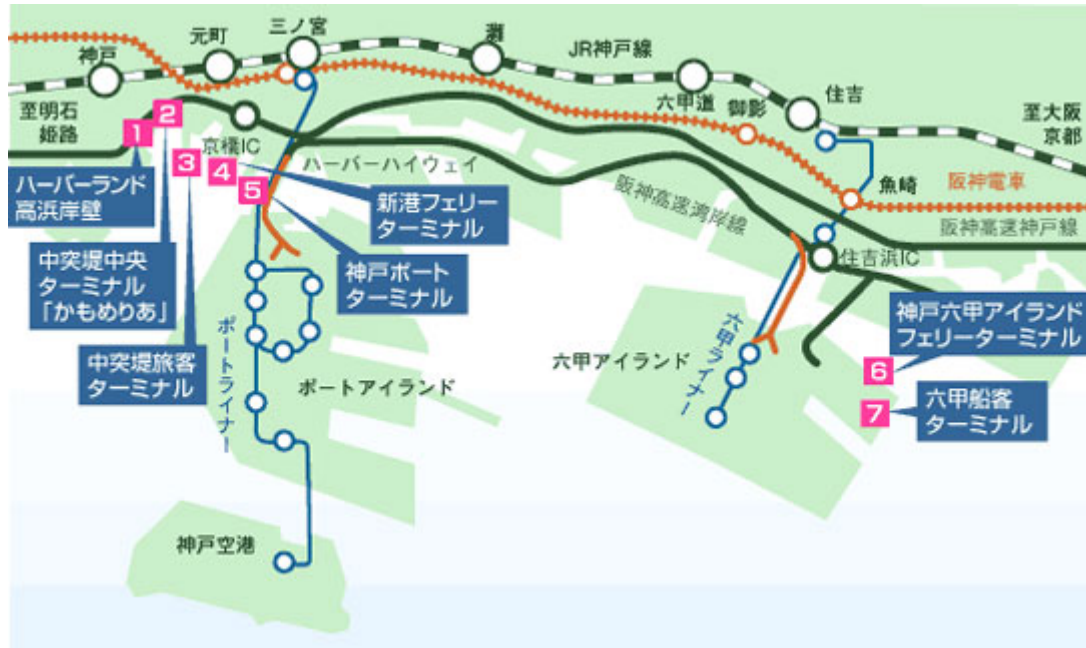 三ノ宮
元町
神戸
灘
JR神戸線
六甲道
御影
住吉
至大阪
京都
至明石
姫路
1
2
3
京橋IC
4
5
ハーバーハイウェイ
ハーバーランド
高浜岸壁
新港フェリー
ターミナル
阪神高速湾岸線
魚崎
阪神電車
阪神高速神戸線
住吉浜IC
中突堤中央
ターミナル
「かもめりあ」
神戸ポート
ターミナル
中突堤旅客
ターミナル
ポートライナー
ポートアイランド
六甲アイランド
六甲ライナー
神戸六甲アイランド
フェリーターミナル
6
7
六甲船客
ターミナル
神戸空港